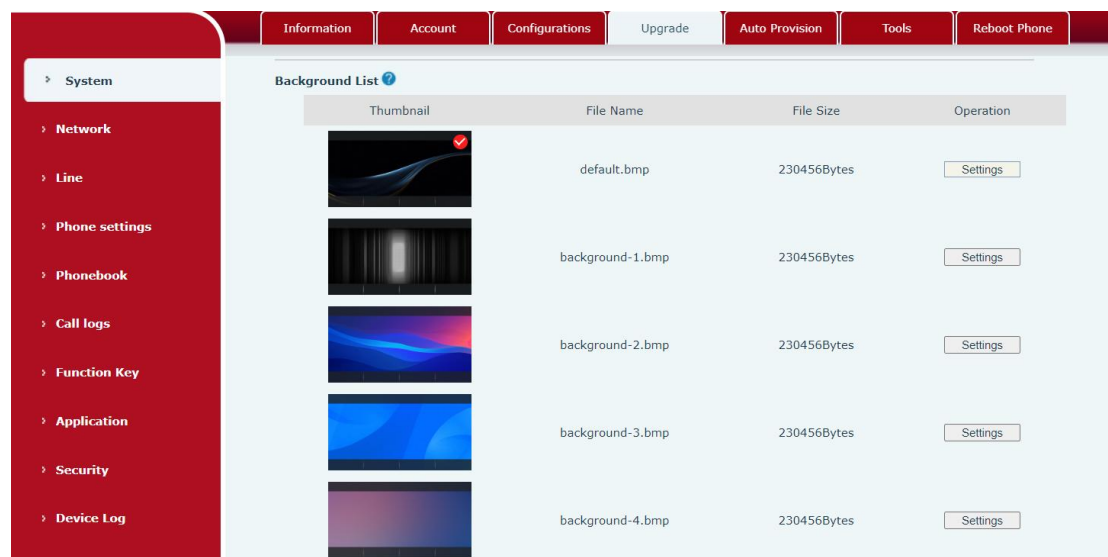 Information Account Configurations Upgrade Auto Provision Tools Reboot Phone
System
Network
Line
Phone settings
Phonebook
Call logs
Function Key
Application
Security
Device Log
Background List ?
Thumbnail File Name File Size Operation
default.bmp 230456Bytes Settings
background-1.bmp 230456Bytes Settings
background-2.bmp 230456Bytes Settings
background-3.bmp 230456Bytes Settings
background-4.bmp 230456Bytes Settings